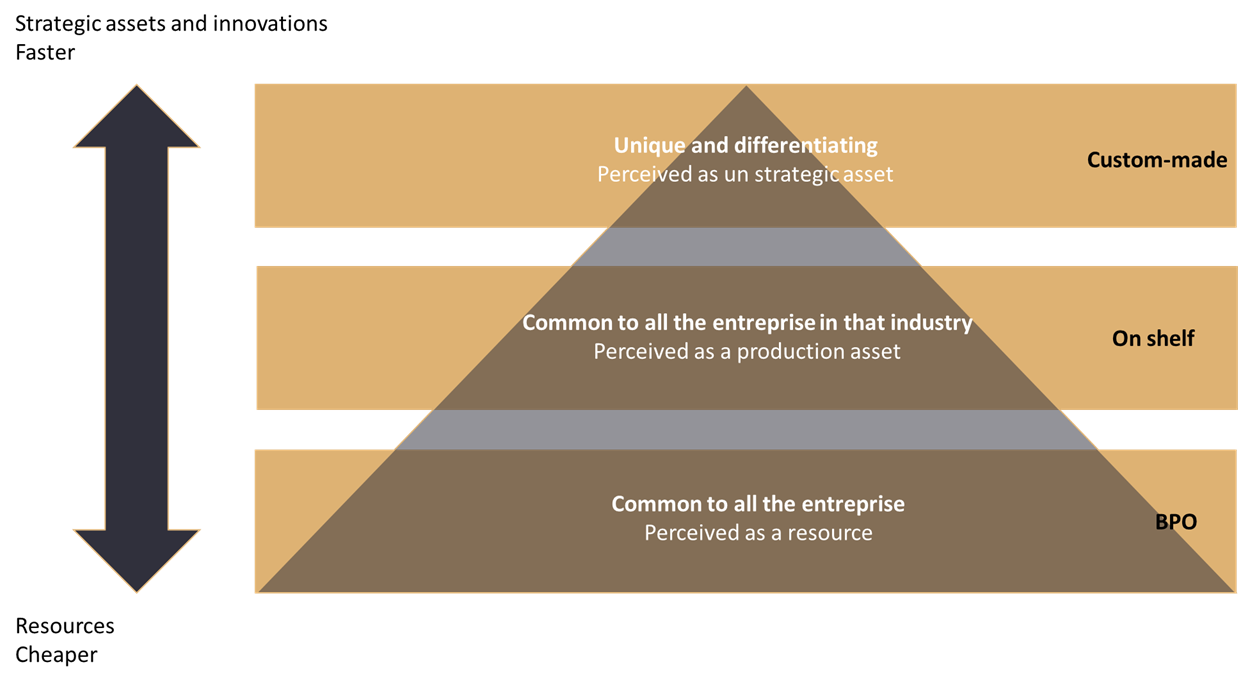 Strategic assets and innovations
Faster
Unique and differentiating
Perceived as un strategic asset
Custom-made
Common to all the entreprise in that industry
Perceived as a production asset
On shelf
Common to all the entreprise
Perceived as a resource
BPO
Resources
Cheaper